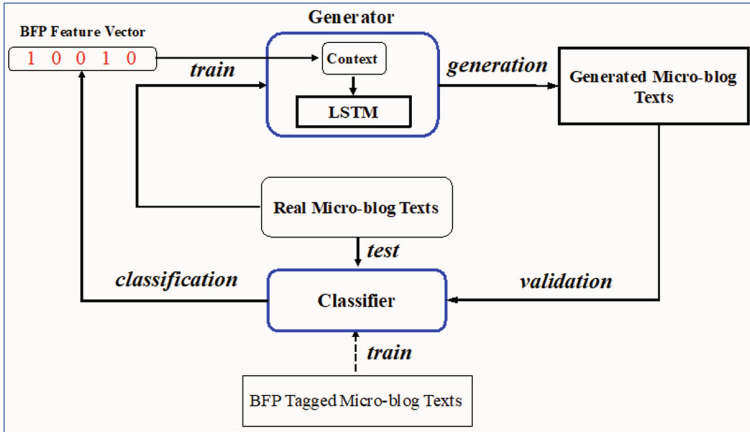 Generator
BFP Feature Vector
1 0 0 1 0
train
Context
LSTM
generation
Generated Micro-blog
Texts
Real Micro-blog Texts
test
classification
Classifier
validation
train
BFP Tagged Micro-blog Texts